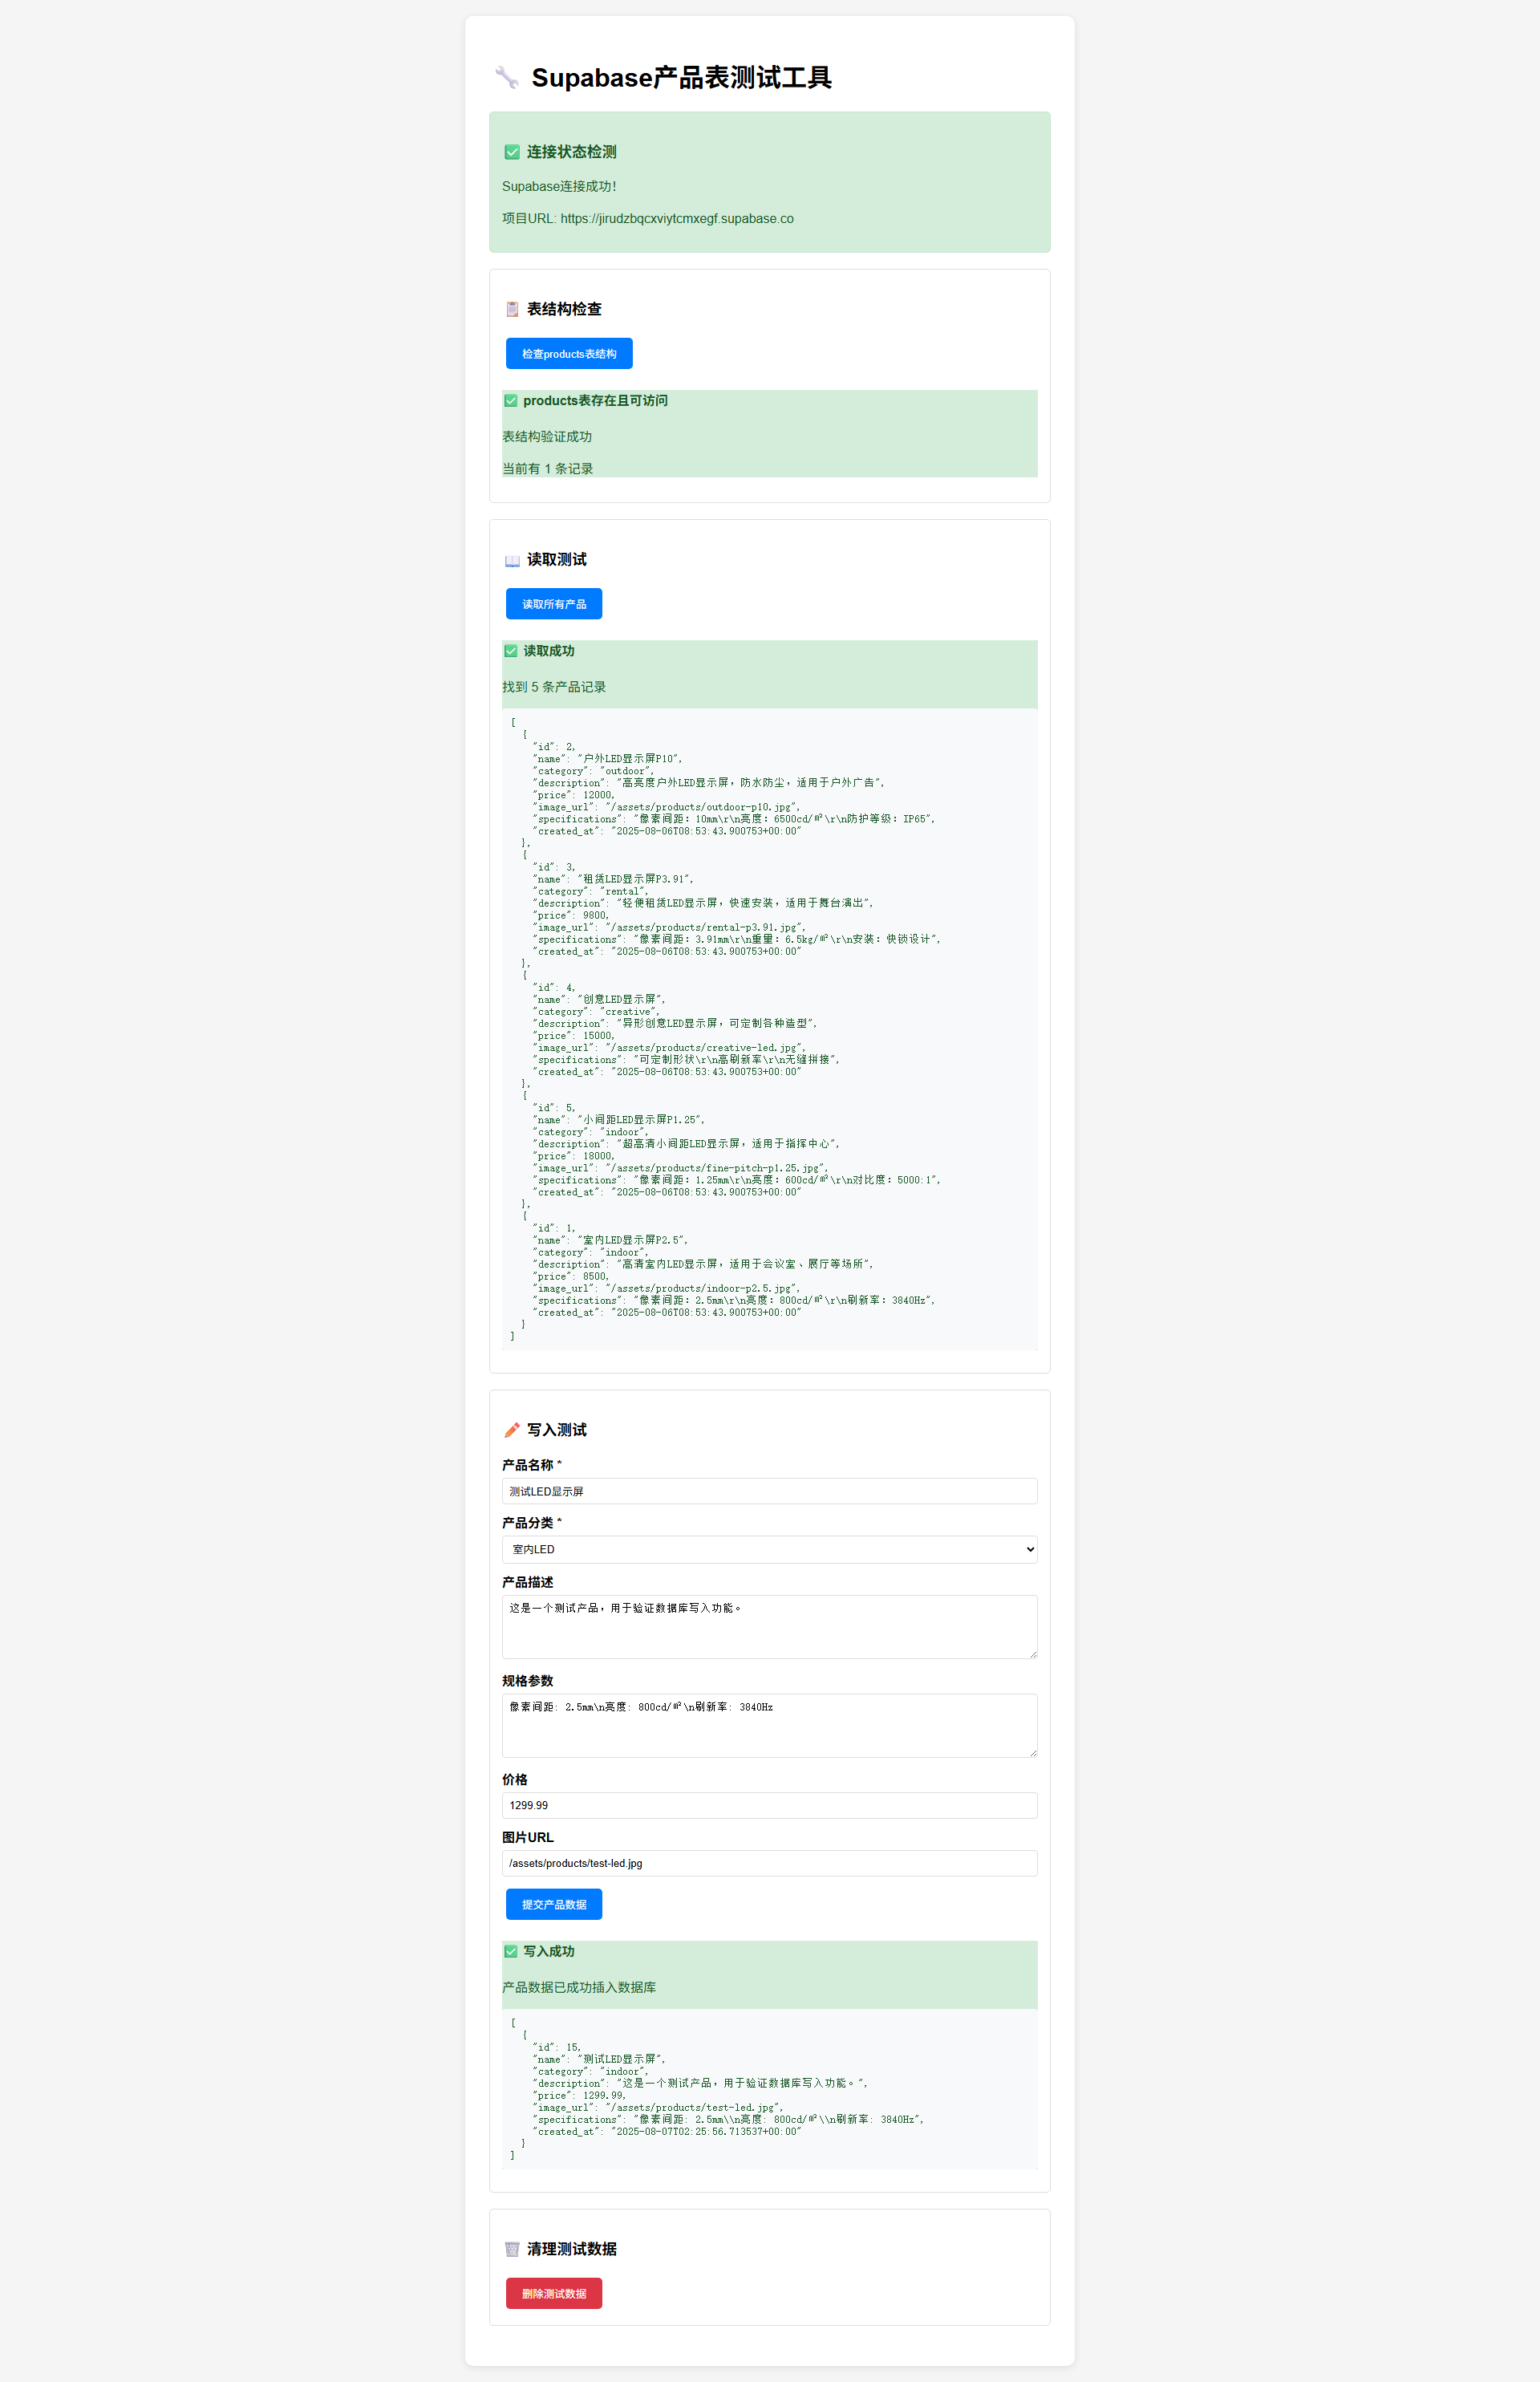 Supabase产品表测试工具
连接状态检测
Supabase连接成功!
项目URL: https://jirudzbqcxviytcmxegf.supabase.co
表结构检查
检查products表结构
products表存在且可访问
表结构验证成功
当前有 1 条记录
读取测试
读取所有产品
读取成功
找到 5 条产品记录
[
  {
    "id": 2,
    "name": "户外LED显示屏P10",
    "category": "outdoor",
    "description": "高亮度户外LED显示屏，防水防尘，适用于户外广告",
    "price": 12000,
    "image_url": "/assets/products/outdoor-p10.jpg",
    "specifications": "像素间距：10mm\r\n亮度：6500cd/㎡\r\n防护等级：IP65",
    "created_at": "2025-08-06T08:53:43.900753+00:00"
  },
  {
    "id": 3,
    "name": "租赁LED显示屏P3.91",
    "category": "rental",
    "description": "轻便租赁LED显示屏，快速安装，适用于舞台演出",
    "price": 9800,
    "image_url": "/assets/products/rental-p3.91.jpg",
    "specifications": "像素间距：3.91mm\r\n重量：6.5kg/㎡\r\n安装：快锁设计",
    "created_at": "2025-08-06T08:53:43.900753+00:00"
  },
  {
    "id": 4,
    "name": "创意LED显示屏",
    "category": "creative",
    "description": "异形创意LED显示屏，可定制各种造型",
    "price": 15000,
    "image_url": "/assets/products/creative-led.jpg",
    "specifications": "可定制形状\r\n高刷新率\r\n无缝拼接",
    "created_at": "2025-08-06T08:53:43.900753+00:00"
  },
  {
    "id": 5,
    "name": "小间距LED显示屏P1.25",
    "category": "indoor",
    "description": "超高清小间距LED显示屏，适用于指挥中心",
    "price": 18000,
    "image_url": "/assets/products/fine-pitch-p1.25.jpg",
    "specifications": "像素间距：1.25mm\r\n亮度：600cd/㎡\r\n对比度：5000:1",
    "created_at": "2025-08-06T08:53:43.900753+00:00"
  },
  {
    "id": 1,
    "name": "室内LED显示屏P2.5",
    "category": "indoor",
    "description": "高清室内LED显示屏，适用于会议室、展厅等场所",
    "price": 8500,
    "image_url": "/assets/products/indoor-p2.5.jpg",
    "specifications": "像素间距：2.5mm\r\n亮度：800cd/㎡\r\n刷新率：3840Hz",
    "created_at": "2025-08-06T08:53:43.900753+00:00"
  }
]
写入测试
产品名称 *
测试LED显示屏
产品分类 *
室内LED
产品描述
这是一个测试产品，用于验证数据库写入功能。
规格参数
像素间距: 2.5mm\n亮度: 800cd/㎡\n刷新率: 3840Hz
价格
1299.99
图片URL
/assets/products/test-led.jpg
提交产品数据
写入成功
产品数据已成功插入数据库
[
  {
    "id": 15,
    "name": "测试LED显示屏",
    "category": "indoor",
    "description": "这是一个测试产品，用于验证数据库写入功能。",
    "price": 1299.99,
    "image_url": "/assets/products/test-led.jpg",
    "specifications": "像素间距: 2.5mm\\n亮度: 800cd/㎡\\n刷新率: 3840Hz",
    "created_at": "2025-08-07T02:25:56.713537+00:00"
  }
]
清理测试数据
删除测试数据